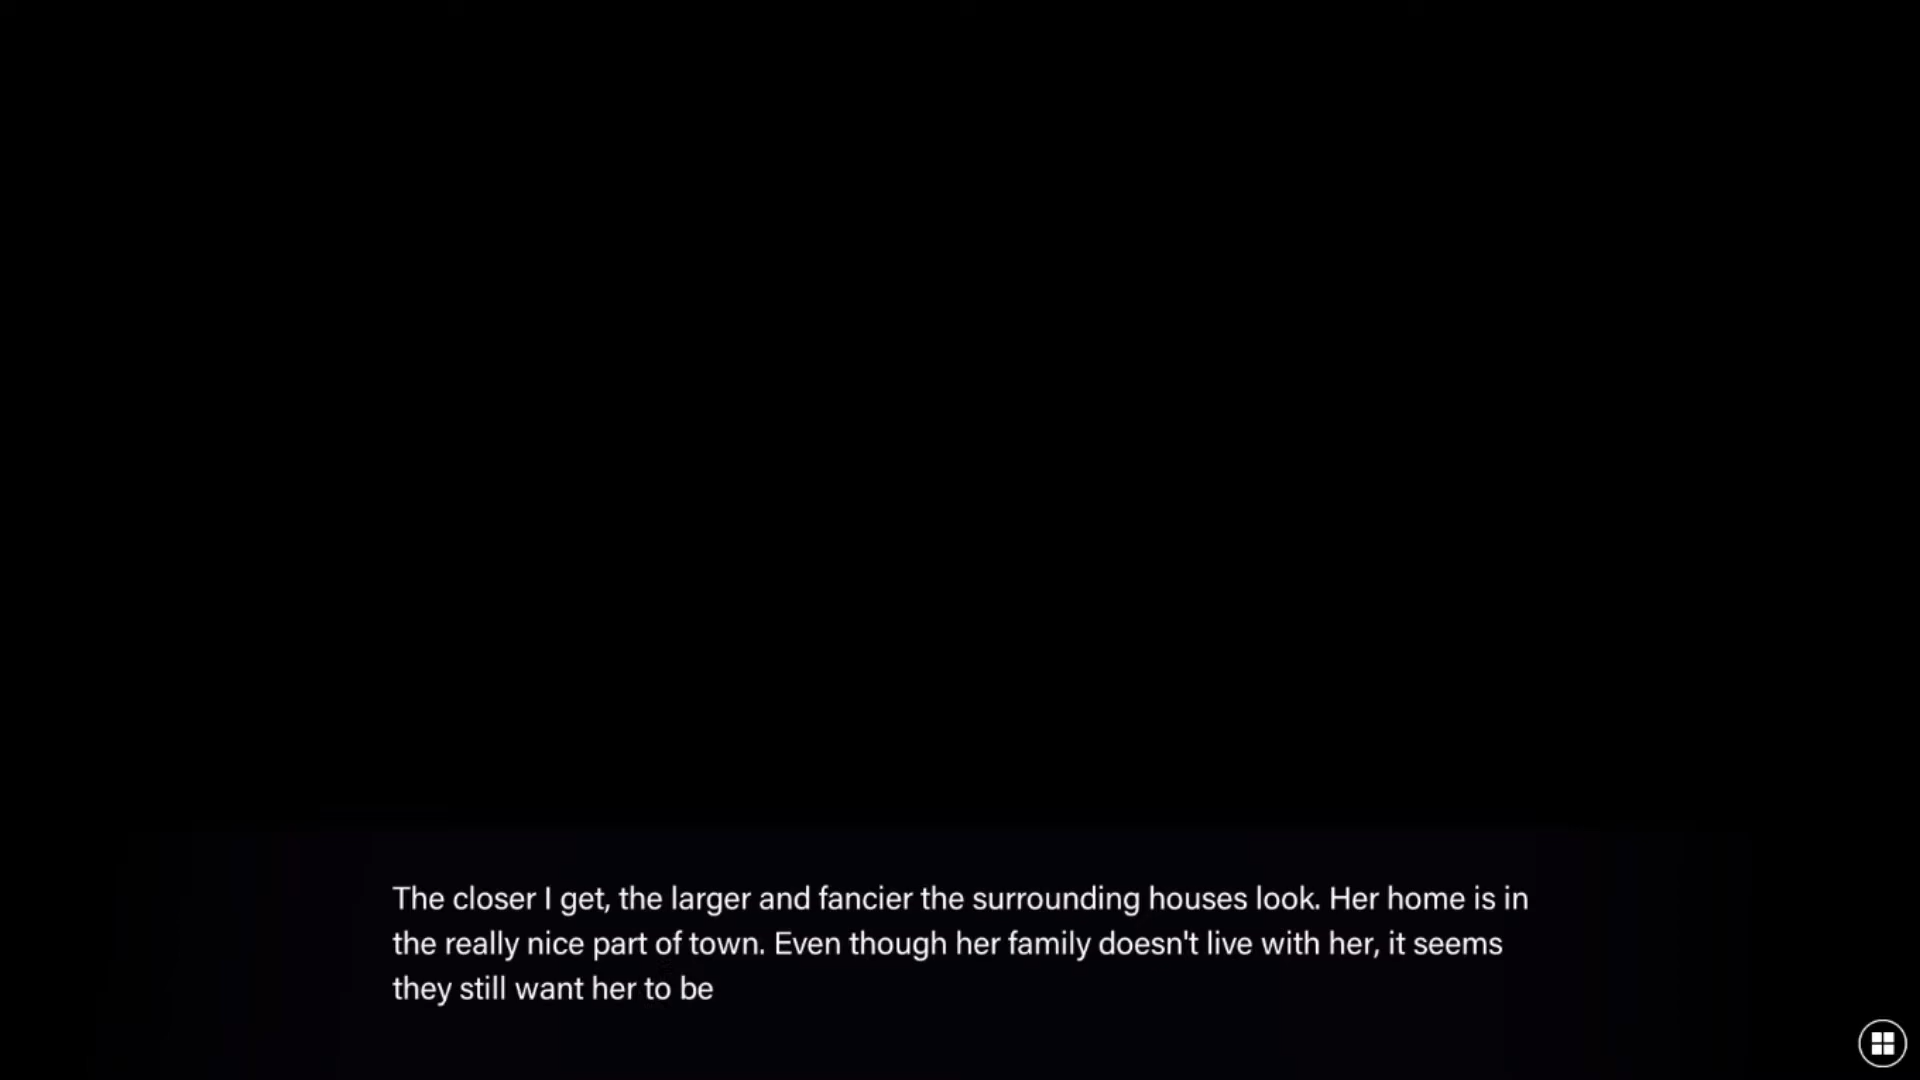 The closer I get, the larger and fancier the surrounding houses look. Her home is in
the really nice part of town. Even though her family doesn't live with her, it seems
they still want her to be